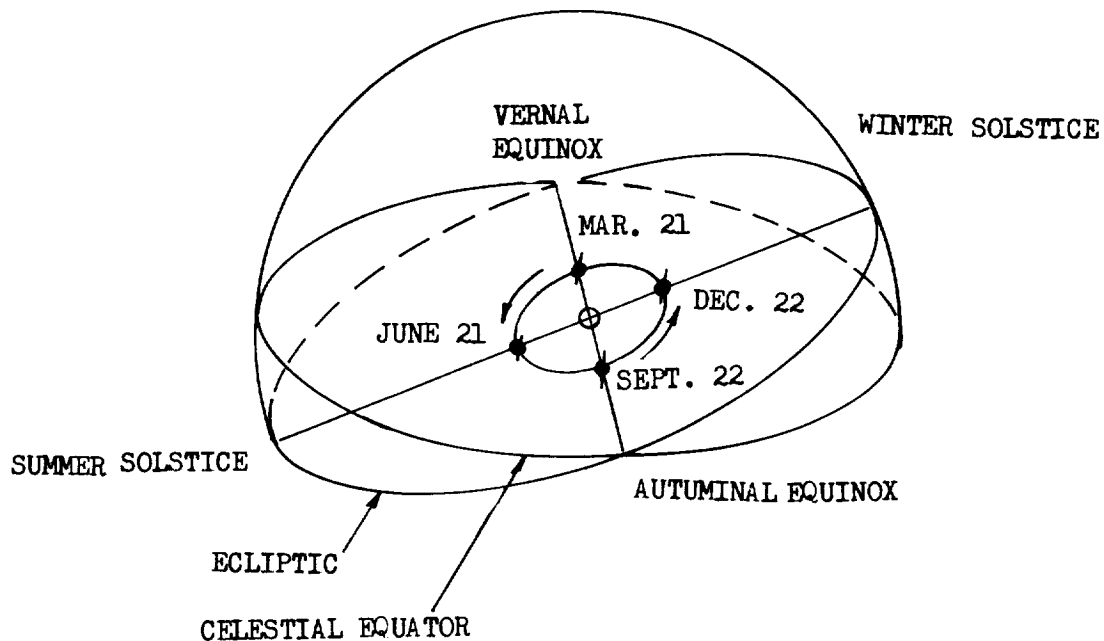 VERNAL
EQUINOX
WINTER SOLSTICE
MAR. 21
DEC. 22
JUNE 21
SEPT. 22
SUMMER SOLSTICE
AUTUMINAL EQUINOX
ECLIPTIC
CELESTIAL EQUATOR